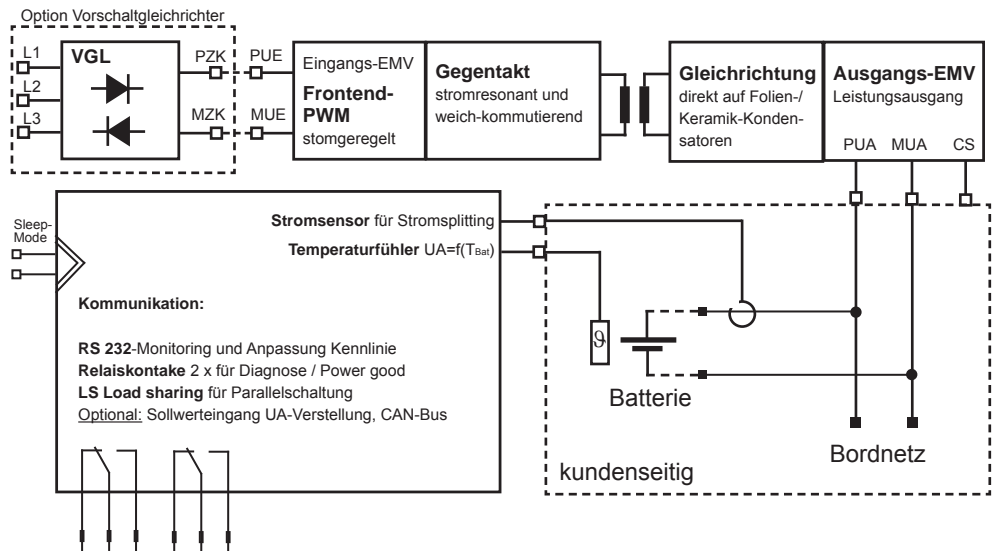 Option Vorschaltgleichrichter
L1
L2
L3
VGL
PZK
MZK
PUE
MUE
Eingangs-EMV
Frontend-
PWM
stomgeregelt
Gegentakt
stromresonant und
weich-kommutierend
Gleichrichtung
direkt auf Folien-/
Keramik-Konden-
satoren
Ausgangs-EMV
Leistungsausgang
PUA MUA CS
Sleep-
Mode
Stromsensor für Stromsplitting
Temperaturfühler UA=f(TBat)
Kommunikation:
RS 232-Monitoring und Anpassung Kennlinie
Relaiskontake 2 x für Diagnose / Power good
LS Load sharing für Parallelschaltung
Optional: Sollwerteingang UA-Verstellung, CAN-Bus
ϑ
Batterie
Bordnetz
kundenseitig